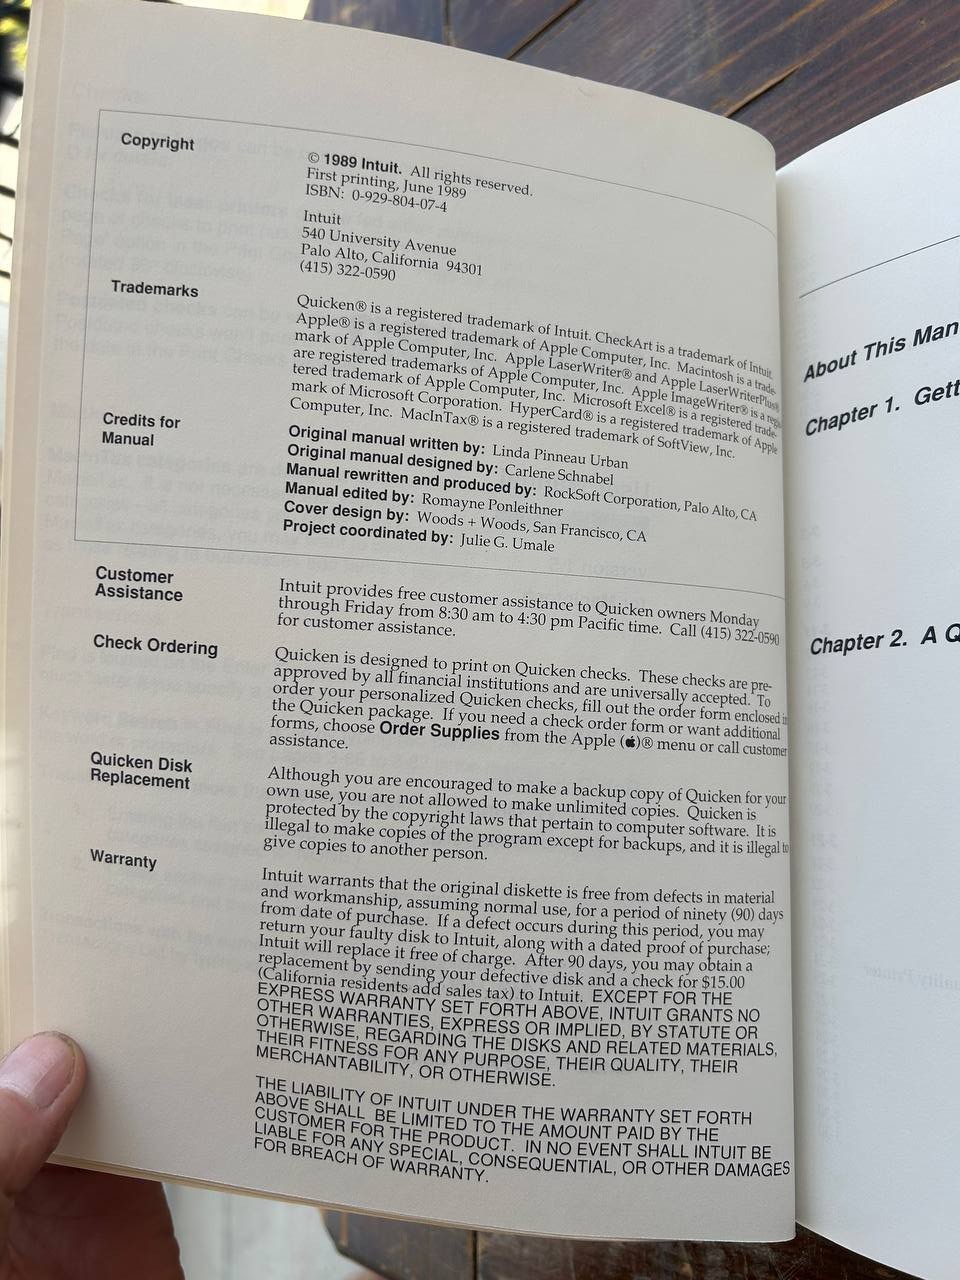 Copyright
© 1989 Intuit. All rights reserved.
First printing, June 1989
ISBN: 0-929-804-07-4
Intuit
540 University Avenue
Palo Alto, California 94301
(415) 322-0590
Trademarks
Quicken® is a registered trademark of Intuit. CheckArt is a trademark of Intuit.
Apple® is a registered trademark of Apple Computer, Inc. Macintosh is a trade-
mark of Apple Computer, Inc. Apple LaserWriter® and Apple LaserWriterPlus®
are registered trademarks of Apple Computer, Inc. Apple ImageWriter® is a regis-
tered trademark of Apple Computer, Inc. Microsoft Excel® is a registered trade-
mark of Microsoft Corporation. HyperCard® is a registered trademark of Apple
Computer, Inc. MacInTax® is a registered trademark of SoftView, Inc.
Credits for
Manual
Original manual written by: Linda Pinneau Urban
Original manual designed by: Carlene Schnabel
Manual rewritten and produced by: RockSoft Corporation, Palo Alto, CA
Manual edited by: Romayne Ponleithner
Cover design by: Woods + Woods, San Francisco, CA
Project coordinated by: Julie G. Umale
Customer
Assistance
Intuit provides free customer assistance to Quicken owners Monday
through Friday from 8:30 am to 4:30 pm Pacific time. Call (415) 322-0590
for customer assistance.
Check Ordering
Quicken is designed to print on Quicken checks. These checks are pre-
approved by all financial institutions and are universally accepted. To
order your personalized Quicken checks, fill out the order form enclosed in
the Quicken package. If you need a check order form or want additional
forms, choose Order Supplies from the Apple ()® menu or call customer
assistance.
Quicken Disk
Replacement
Although you are encouraged to make a backup copy of Quicken for your
own use, you are not allowed to make unlimited copies. Quicken is
protected by the copyright laws that pertain to computer software. It is
illegal to make copies of the program except for backups, and it is illegal to
give copies to another person.
Warranty
Intuit warrants that the original diskette is free from defects in material
and workmanship, assuming normal use, for a period of ninety (90) days
from date of purchase. If a defect occurs during this period, you may
return your faulty disk to Intuit, along with a dated proof of purchase;
Intuit will replace it free of charge. After 90 days, you may obtain a
replacement by sending your defective disk and a check for $15.00
(California residents add sales tax) to Intuit. EXCEPT FOR THE
EXPRESS WARRANTY SET FORTH ABOVE, INTUIT GRANTS NO
OTHER WARRANTIES, EXPRESS OR IMPLIED, BY STATUTE OR
OTHERWISE, REGARDING THE DISKS AND RELATED MATERIALS,
THEIR FITNESS FOR ANY PURPOSE, THEIR QUALITY, THEIR
MERCHANTABILITY, OR OTHERWISE.
THE LIABILITY OF INTUIT UNDER THE WARRANTY SET FORTH
ABOVE SHALL BE LIMITED TO THE AMOUNT PAID BY THE
CUSTOMER FOR THE PRODUCT. IN NO EVENT SHALL INTUIT BE
LIABLE FOR ANY SPECIAL, CONSEQUENTIAL, OR OTHER DAMAGES
FOR BREACH OF WARRANTY.
About This Man
Chapter 1. Gett
Chapter 2. A Q